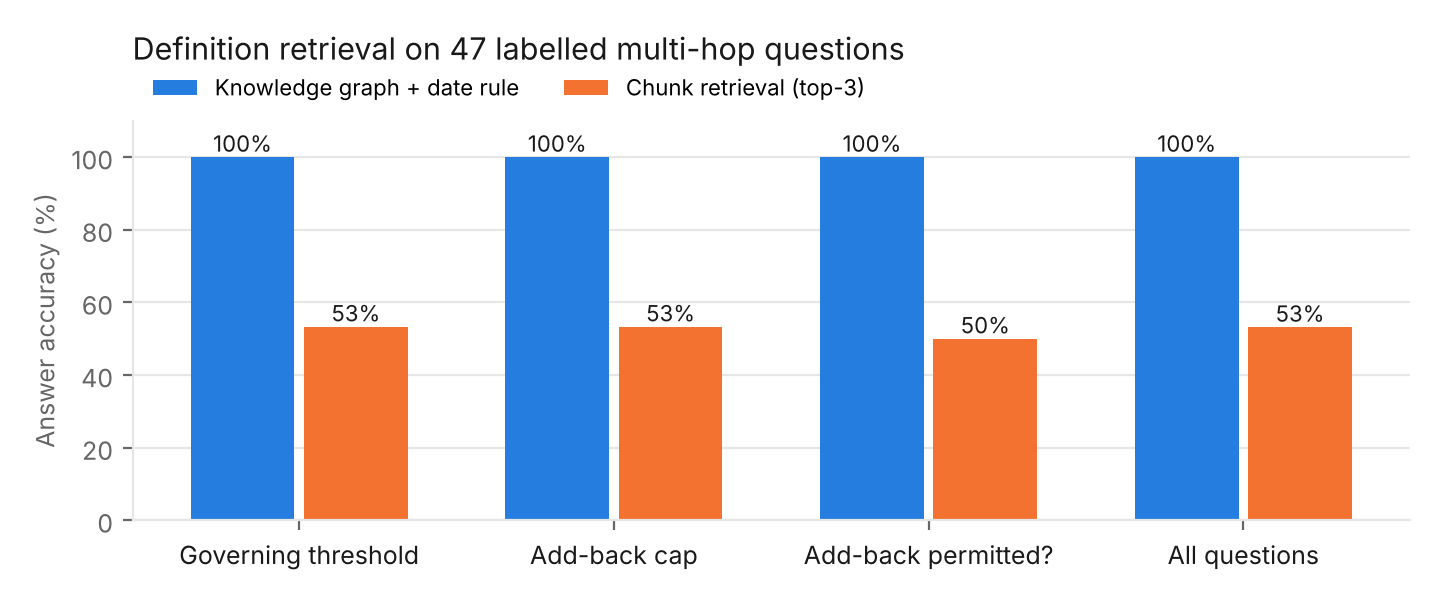 Definition retrieval on 47 labelled multi-hop questions
Knowledge graph + date rule
Chunk retrieval (top-3)
Answer accuracy (%)
100
80
60
40
20
0
100%
53%
100%
53%
100%
50%
100%
53%
Governing threshold
Add-back cap
Add-back permitted?
All questions